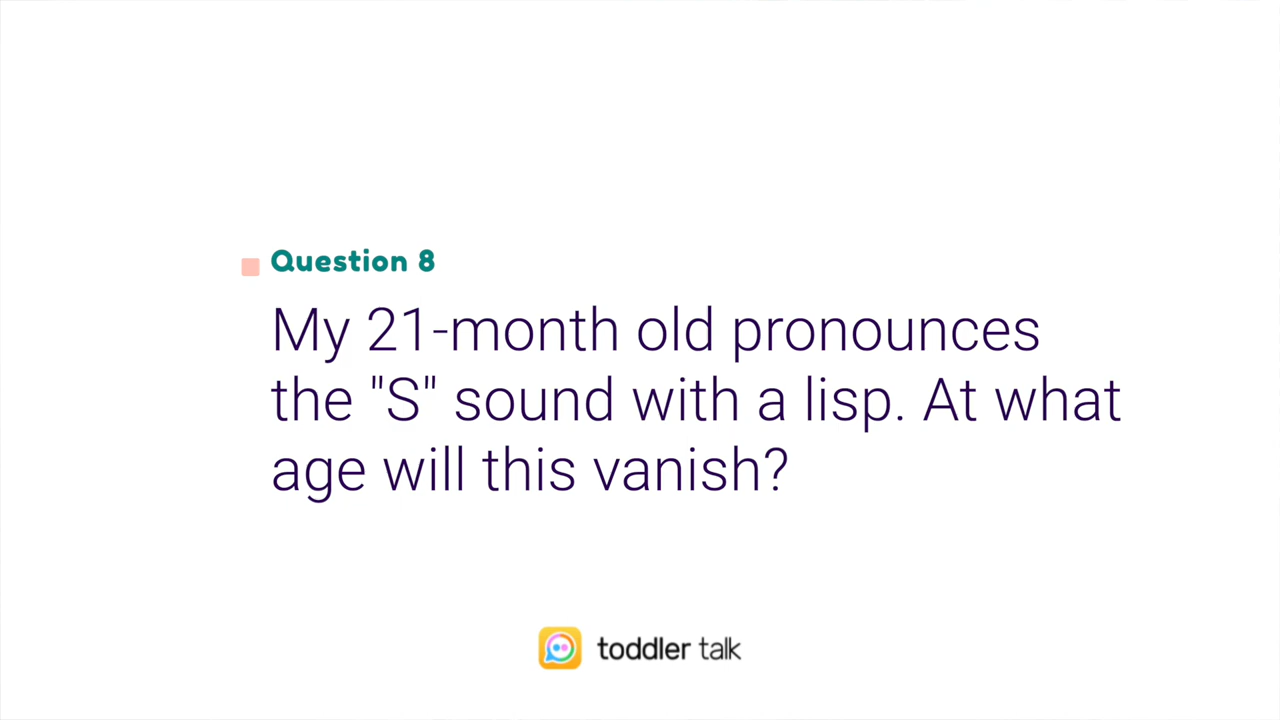 Question 8
My 21-month old pronounces
the "S" sound with a lisp. At what
age will this vanish?
toddler talk